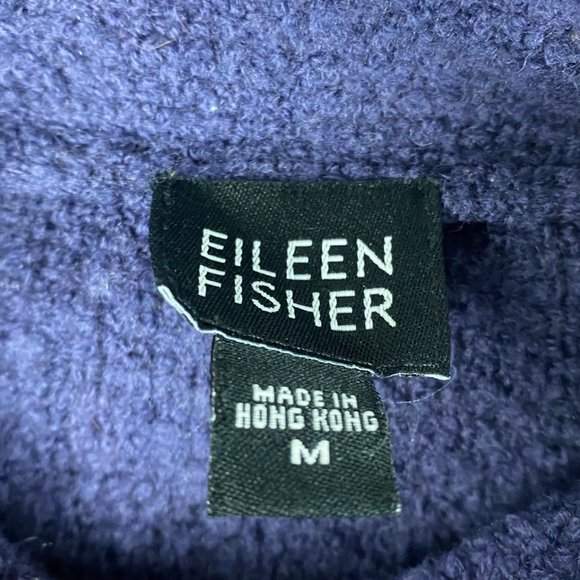 EILEEN
FISHER
MADE IN
HONG KONG
M